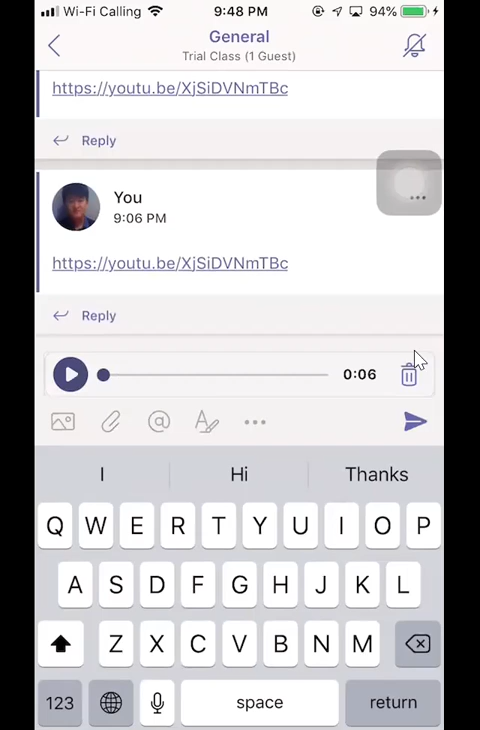 Wi-Fi Calling 9:48 PM 94%
General
Trial Class (1 Guest)
https://youtu.be/XjSiDVNmTBc
Reply
You
9:06 PM
https://youtu.be/XjSiDVNmTBc
Reply
0:06
I Hi Thanks
Q W E R T Y U I O P
A S D F G H J K L
Z X C V B N M
123 space return